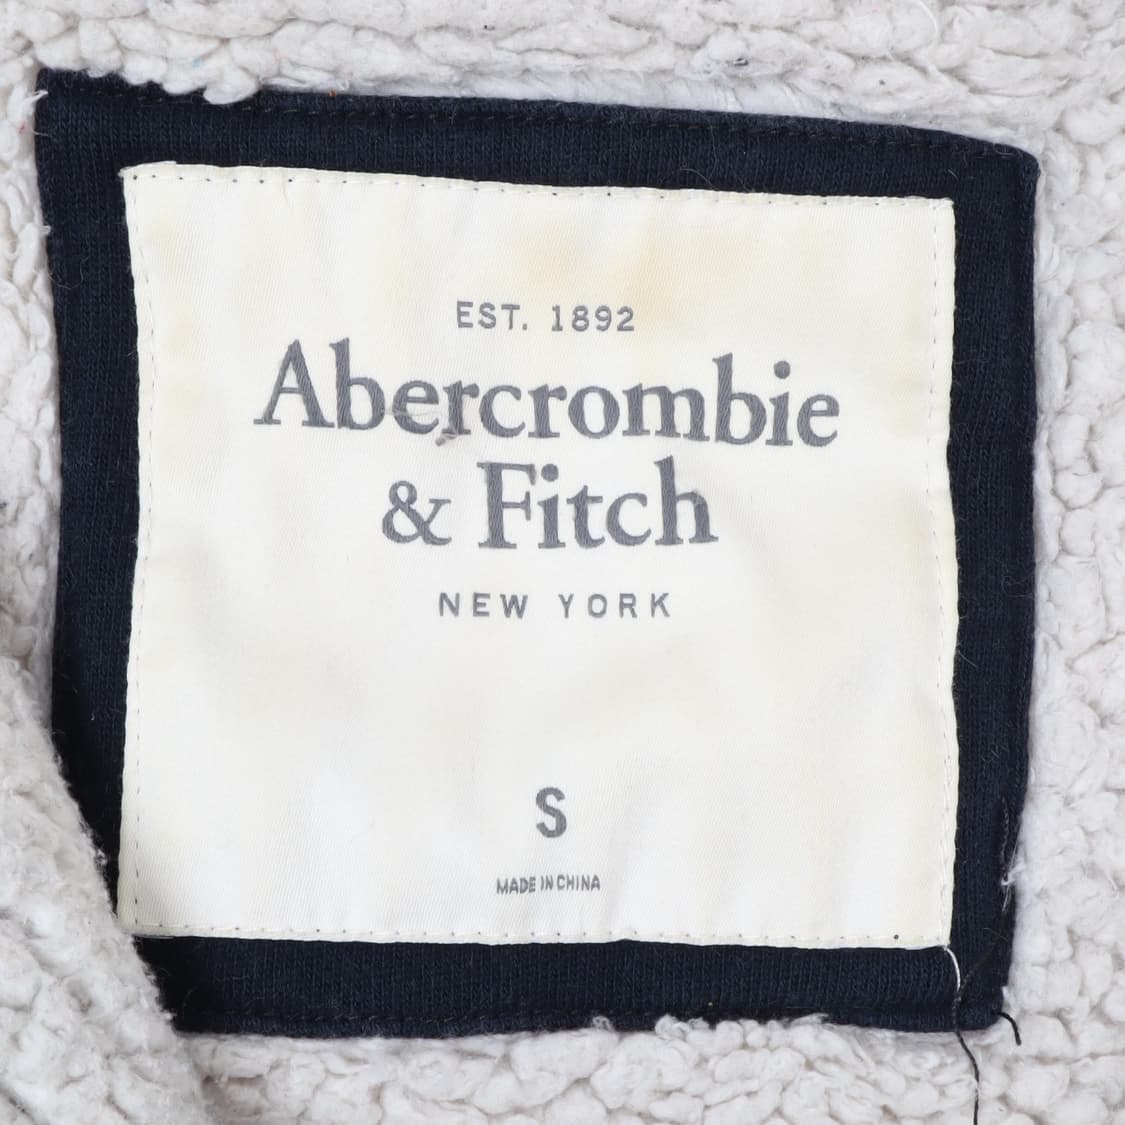 EST. 1892
Abercrombie
& Fitch
NEW YORK
S
MADE IN CHINA